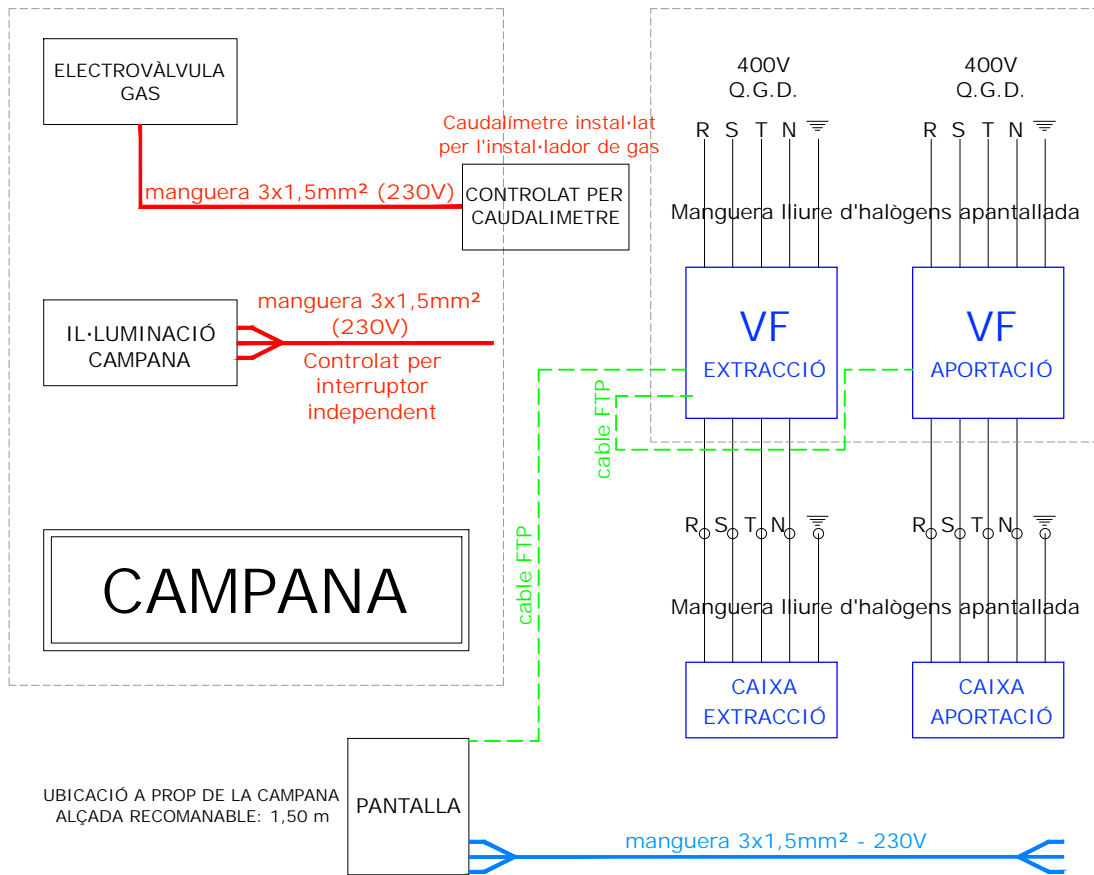 ELECTROVÀLVULA
GAS
Caudalímetre instal·lat
per l'instal·lador de gas
manguera 3x1,5mm² (230V)
CONTROLAT PER
CAUDALIMETRE
IL·LUMINACIÓ
CAMPANA
manguera 3x1,5mm²
(230V)
Controlat per
interruptor
independent
CAMPANA
400V
Q.G.D.
R S T N
400V
Q.G.D.
R S T N
Manguera lliure d'halògens apantallada
VF
EXTRACCIÓ
VF
APORTACIÓ
cable FTP
cable FTP
R S T N
R S T N
Manguera lliure d'halògens apantallada
CAIXA
EXTRACCIÓ
CAIXA
APORTACIÓ
UBICACIÓ A PROP DE LA CAMPANA
ALÇADA RECOMANABLE: 1,50 m
PANTALLA
manguera 3x1,5mm² - 230V